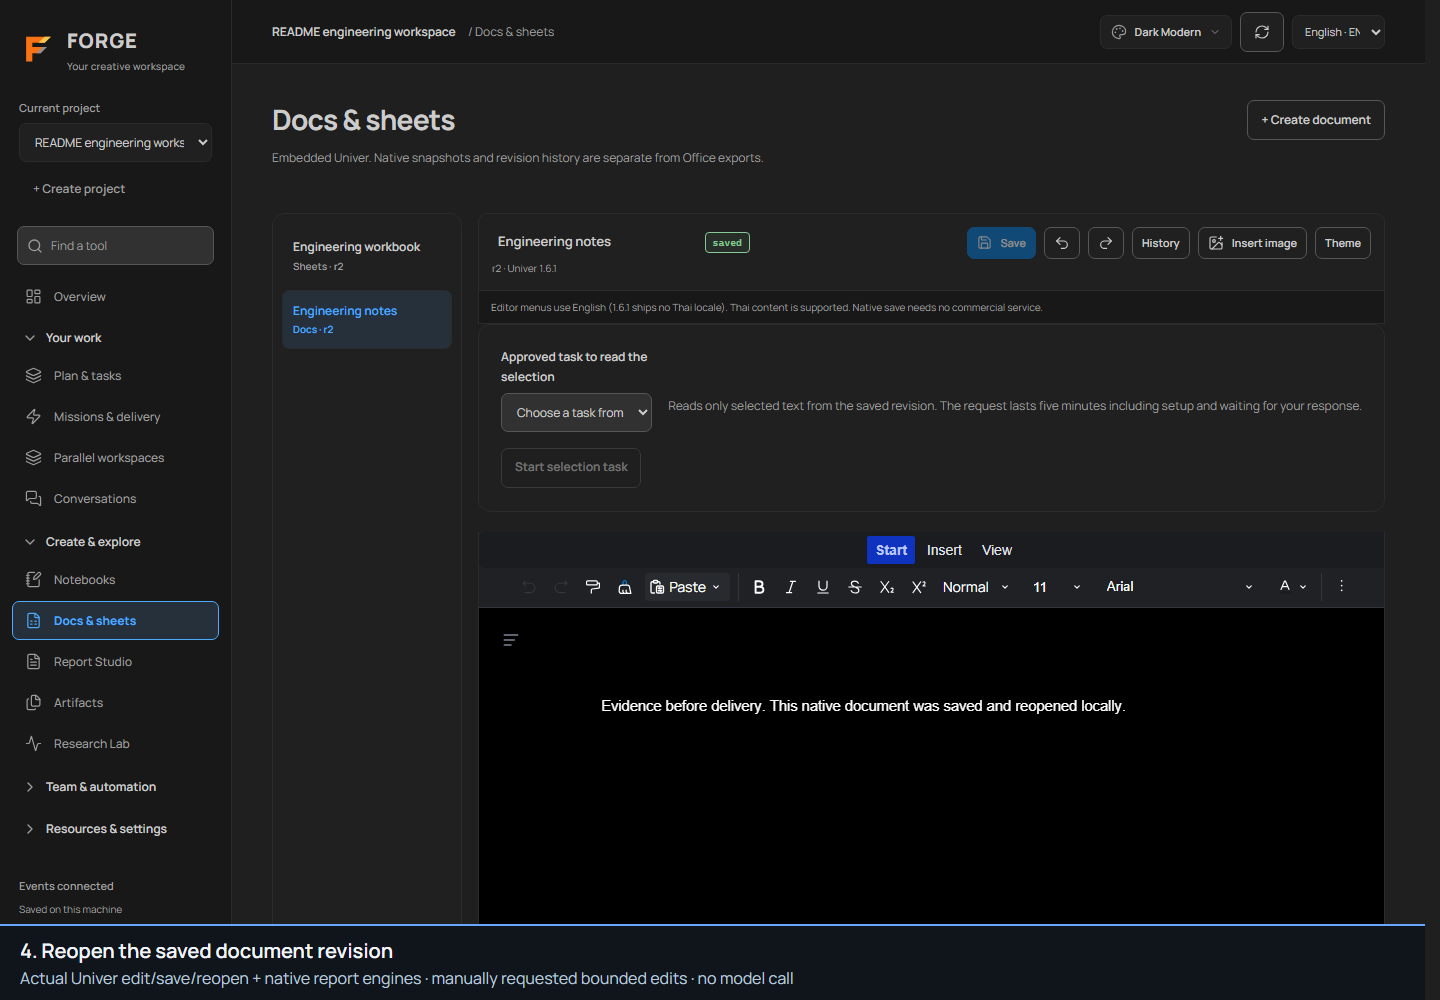 FORGE
Your creative workspace
Current project
README engineering works
+ Create project
Find a tool
Overview
Your work
Plan & tasks
Missions & delivery
Parallel workspaces
Conversations
Create & explore
Notebooks
Docs & sheets
Report Studio
Artifacts
Research Lab
Team & automation
Resources & settings
Events connected
Saved on this machine
README engineering workspace / Docs & sheets
Dark Modern
English · EN
Docs & sheets
+ Create document
Embedded Univer. Native snapshots and revision history are separate from Office exports.
Engineering workbook
Sheets · r2
Engineering notes
Docs · r2
Engineering notes
saved
Save
History
Insert image
Theme
r2 · Univer 1.6.1
Editor menus use English (1.6.1 ships no Thai locale). Thai content is supported. Native save needs no commercial service.
Approved task to read the
selection
Choose a task from
Reads only selected text from the saved revision. The request lasts five minutes including setup and waiting for your response.
Start selection task
Start Insert View
Paste B I U S X₂ X² Normal 11 Arial A
Evidence before delivery. This native document was saved and reopened locally.
4. Reopen the saved document revision
Actual Univer edit/save/reopen + native report engines · manually requested bounded edits · no model call